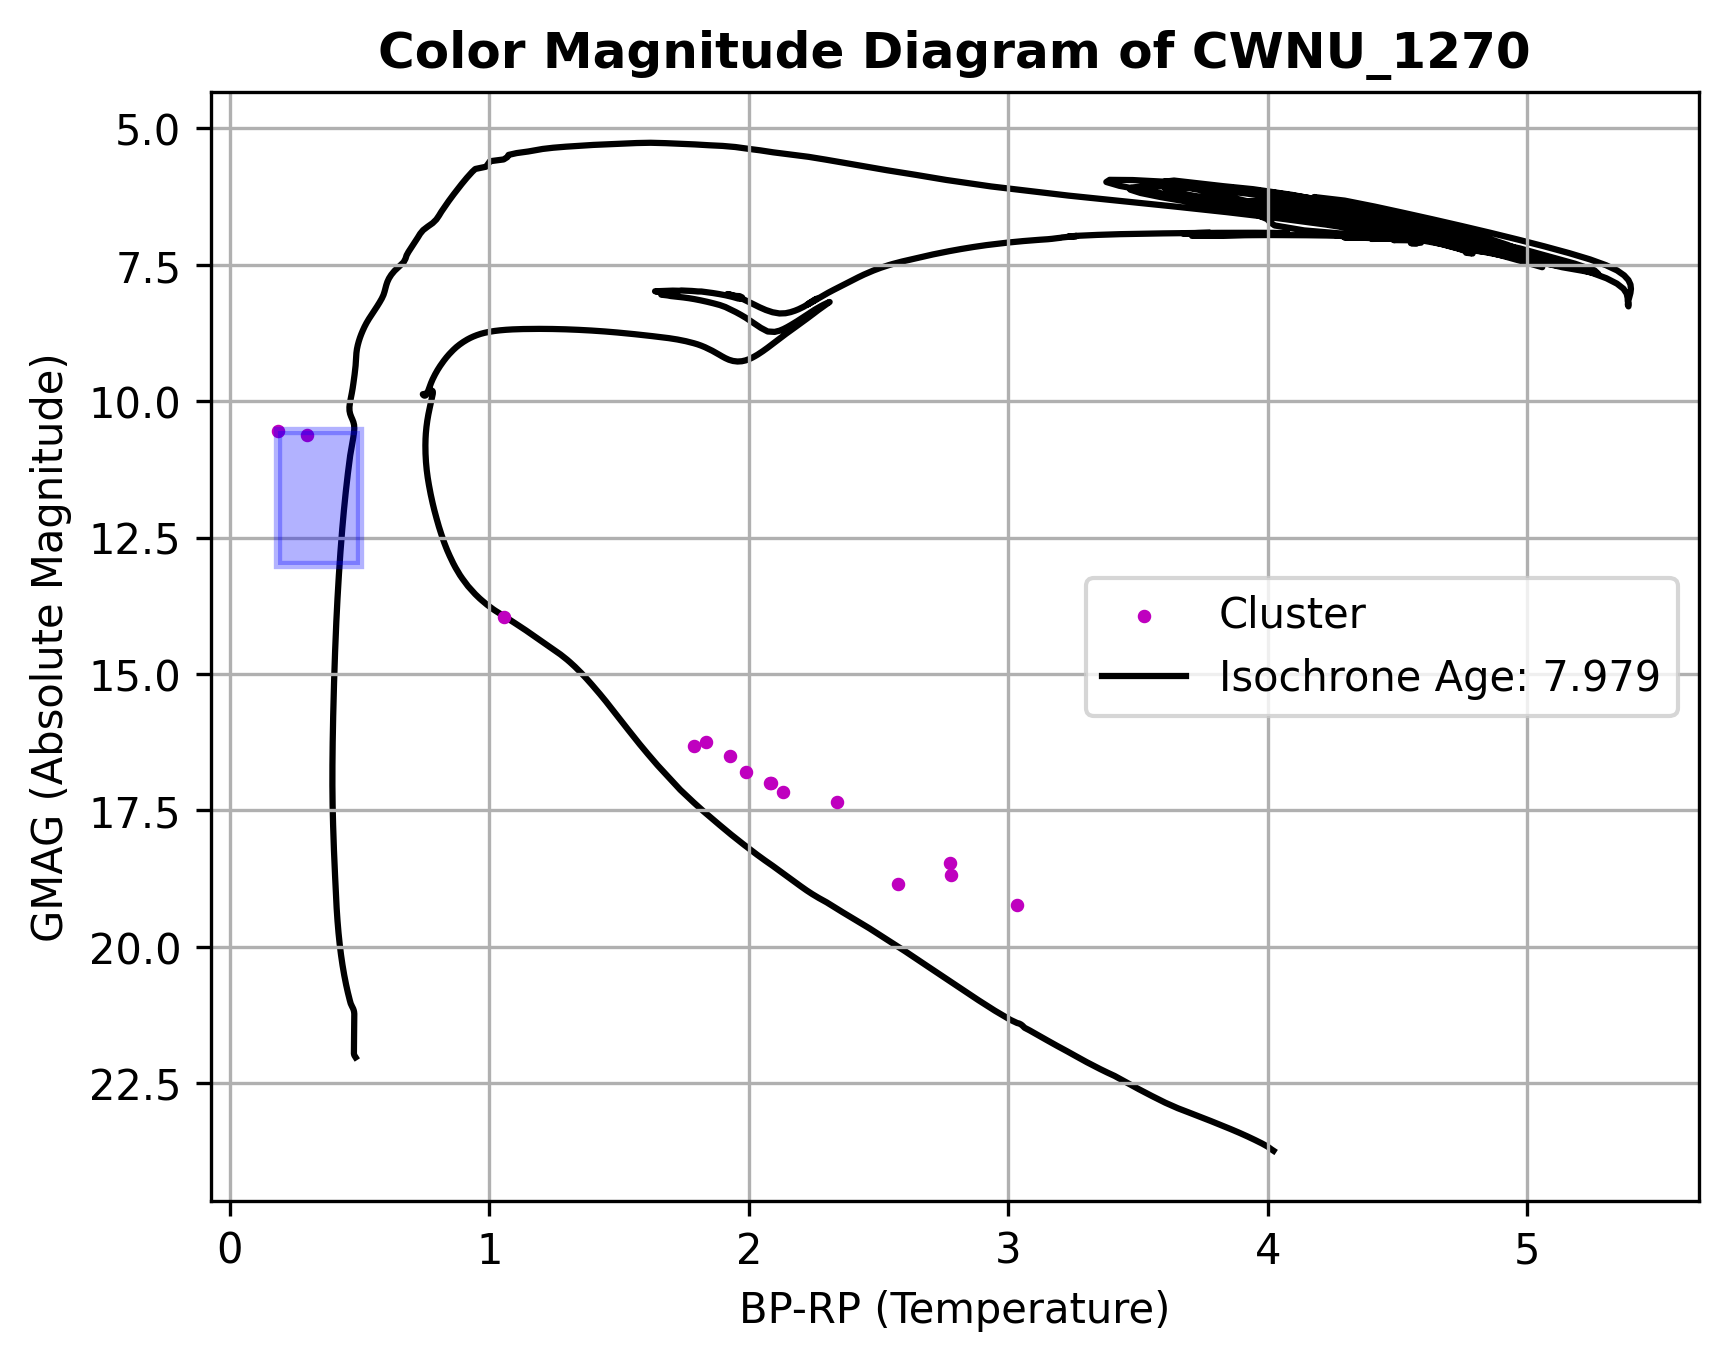 Color Magnitude Diagram of CWNU_1270
GMAG (Absolute Magnitude)
5.0
7.5
10.0
12.5
15.0
17.5
20.0
22.5
Cluster
Isochrone Age: 7.979
0 1 2 3 4 5
BP-RP (Temperature)